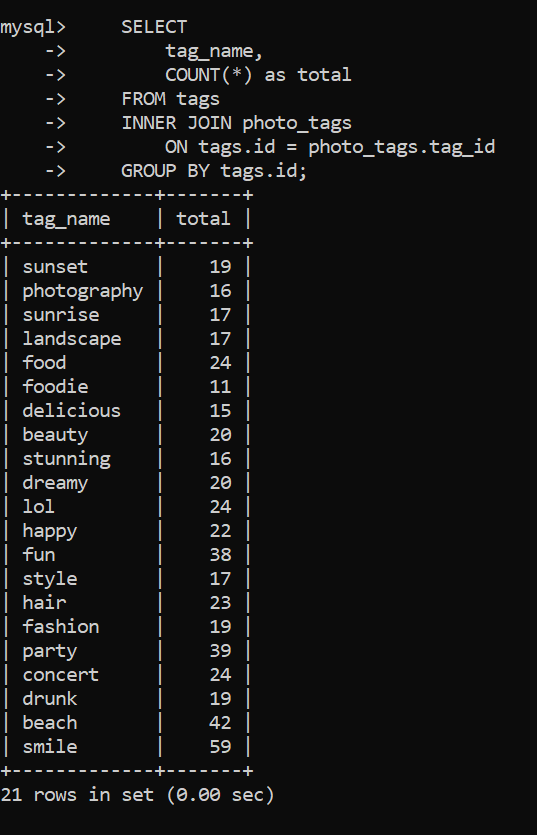 mysql>     SELECT
    ->         tag_name,
    ->         COUNT(*) as total
    ->     FROM tags
    ->     INNER JOIN photo_tags
    ->         ON tags.id = photo_tags.tag_id
    ->     GROUP BY tags.id;
+-------------+-------+
| tag_name    | total |
+-------------+-------+
| sunset      |    19 |
| photography |    16 |
| sunrise     |    17 |
| landscape   |    17 |
| food        |    24 |
| foodie      |    11 |
| delicious   |    15 |
| beauty      |    20 |
| stunning    |    16 |
| dreamy      |    20 |
| lol         |    24 |
| happy       |    22 |
| fun         |    38 |
| style       |    17 |
| hair        |    23 |
| fashion     |    19 |
| party       |    39 |
| concert     |    24 |
| drunk       |    19 |
| beach       |    42 |
| smile       |    59 |
+-------------+-------+
21 rows in set (0.00 sec)